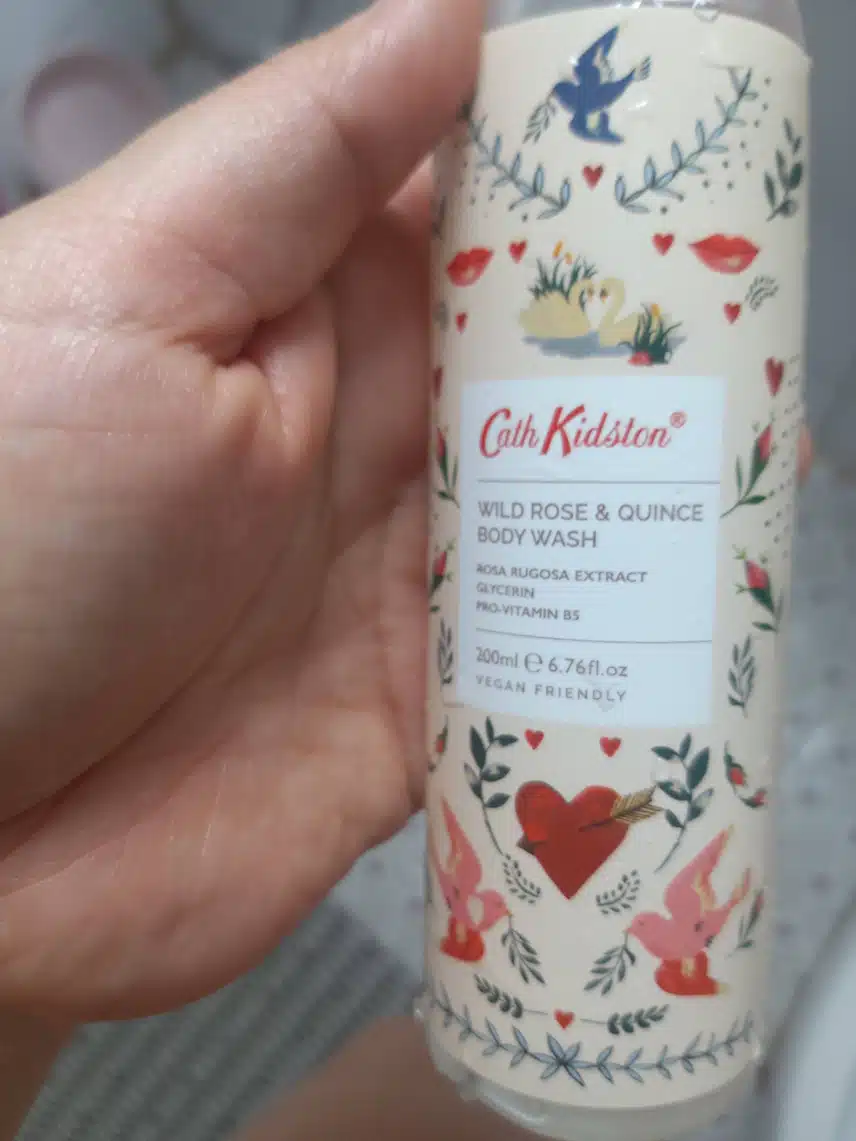 Cath Kidston®
WILD ROSE & QUINCE
BODY WASH
ROSA RUGOSA EXTRACT
GLYCERIN
PRO-VITAMIN B5
200ml ℮ 6.76fl.oz
VEGAN FRIENDLY